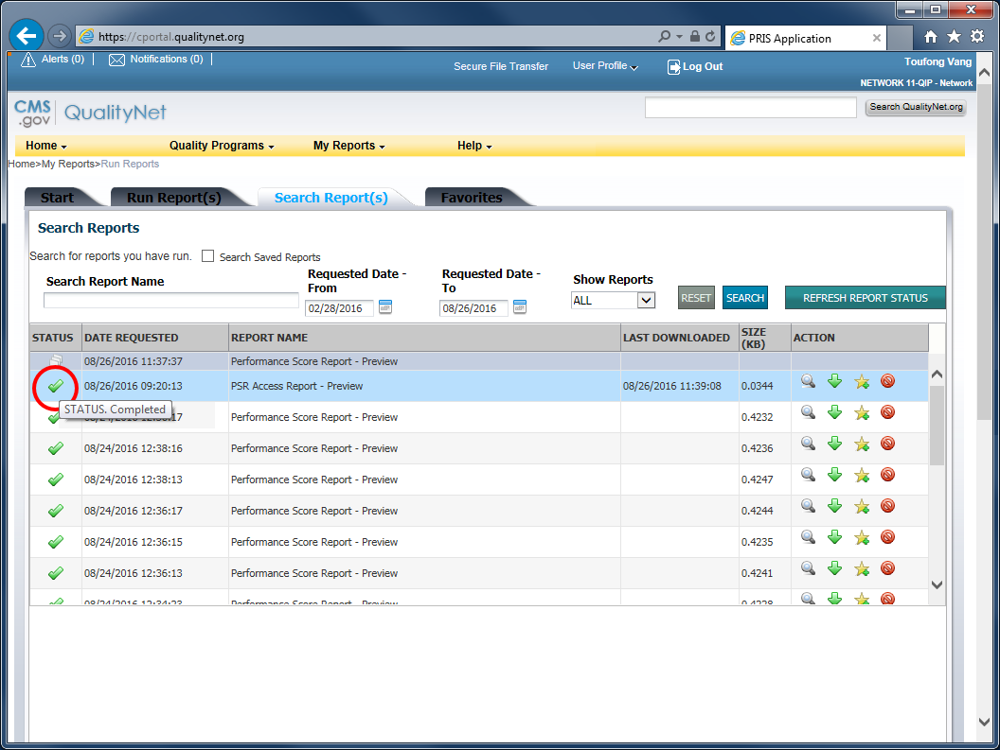 https://cportal.qualitynet.org
PRIS Application
Alerts (0)
Notifications (0)
Secure File Transfer
User Profile
Log Out
Toufong Vang
NETWORK 11-QIP - Network
CMS
.gov
QualityNet
Search QualityNet.org
Home
Quality Programs
My Reports
Help
Home>My Reports>Run Reports
Start
Run Report(s)
Search Report(s)
Favorites
Search Reports
Search for reports you have run.
Search Saved Reports
Search Report Name
Requested Date -
From
02/28/2016
Requested Date -
To
08/26/2016
Show Reports
ALL
RESET
SEARCH
REFRESH REPORT STATUS
STATUS DATE REQUESTED REPORT NAME LAST DOWNLOADED SIZE (KB) ACTION
08/26/2016 11:37:37 Performance Score Report - Preview
08/26/2016 09:20:13 PSR Access Report - Preview 08/26/2016 11:39:08 0.0344
STATUS. Completed
Performance Score Report - Preview 0.4232
08/24/2016 12:38:16 Performance Score Report - Preview 0.4236
08/24/2016 12:38:13 Performance Score Report - Preview 0.4247
08/24/2016 12:36:17 Performance Score Report - Preview 0.4244
08/24/2016 12:36:15 Performance Score Report - Preview 0.4235
08/24/2016 12:36:13 Performance Score Report - Preview 0.4241
08/24/2016 12:34:23 Performance Score Report - Preview 0.4228